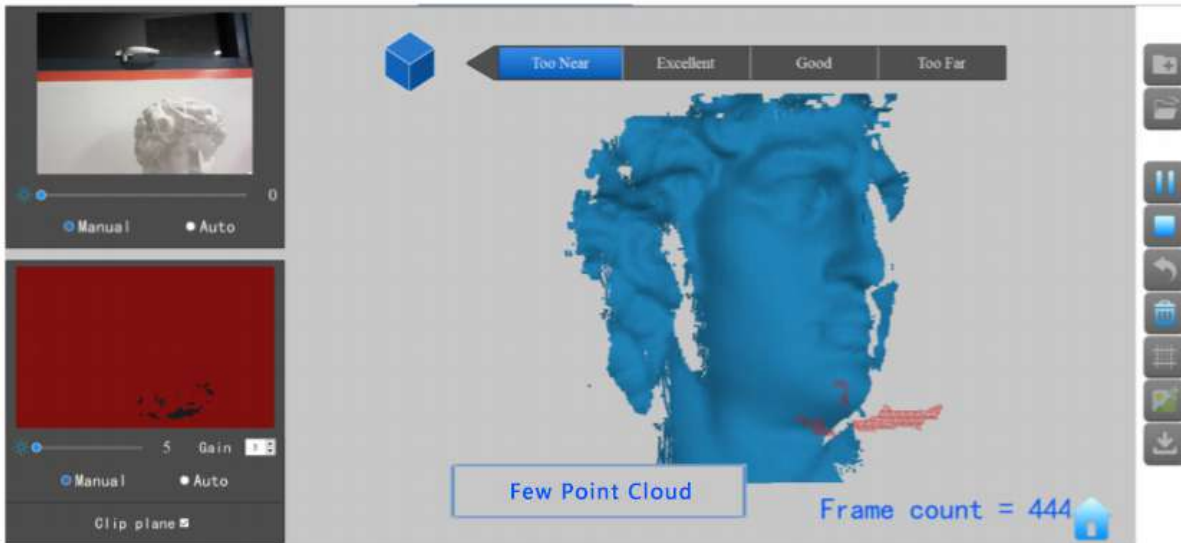 Too Near
Excellent
Good
Too Far
0
Manual
Auto
5
Gain
Manual
Auto
Clip plane
Few Point Cloud
Frame count = 444